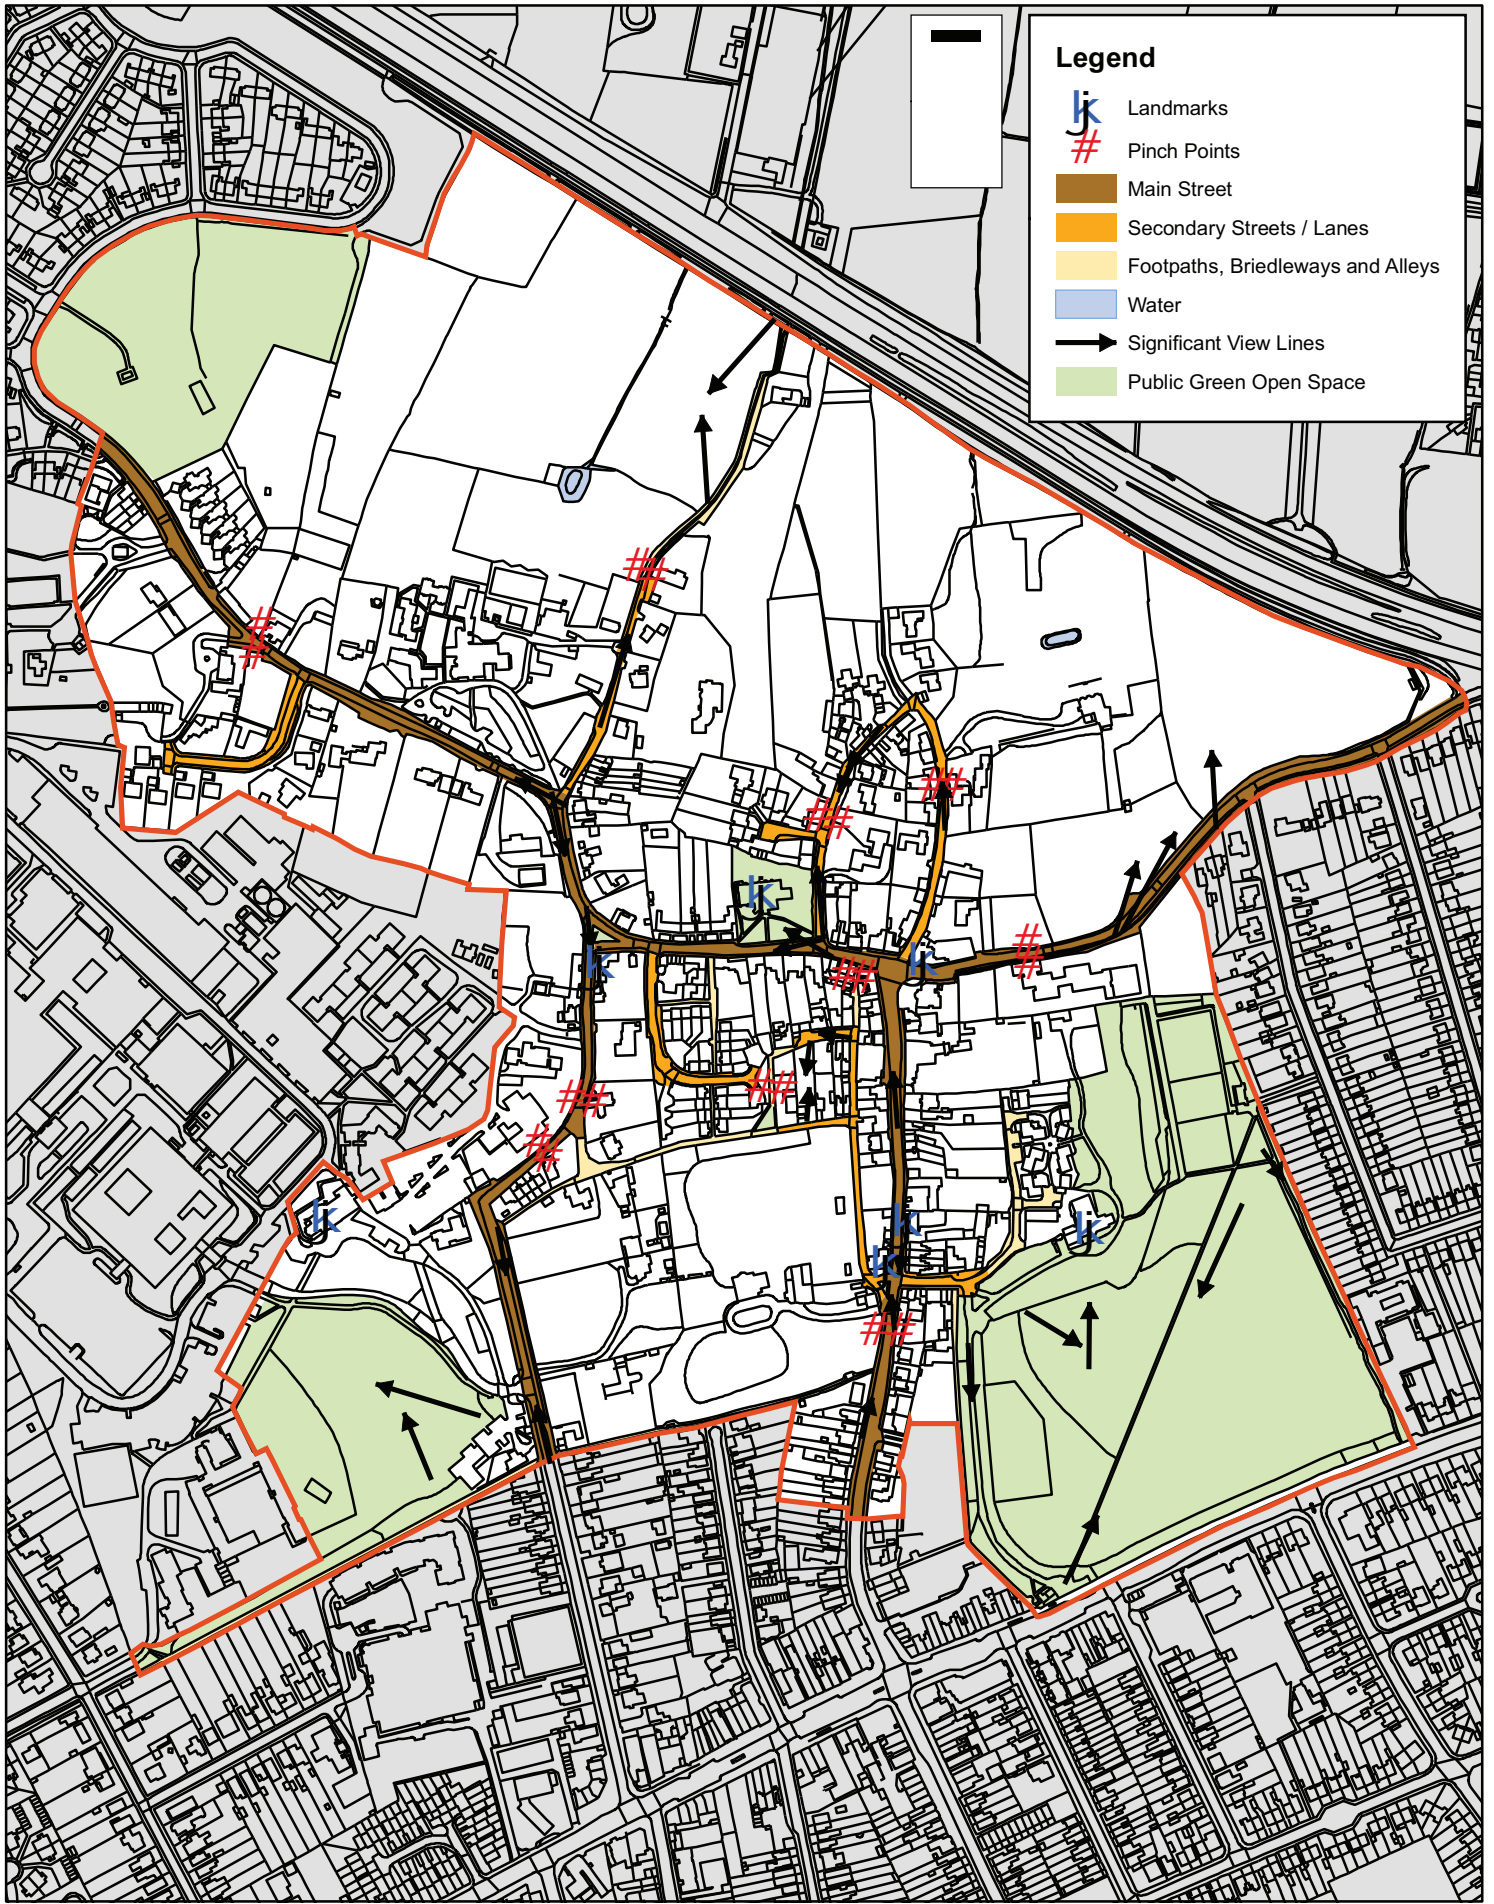 Legend
Landmarks
Pinch Points
Main Street
Secondary Streets / Lanes
Footpaths, Briedleways and Alleys
Water
Significant View Lines
Public Green Open Space